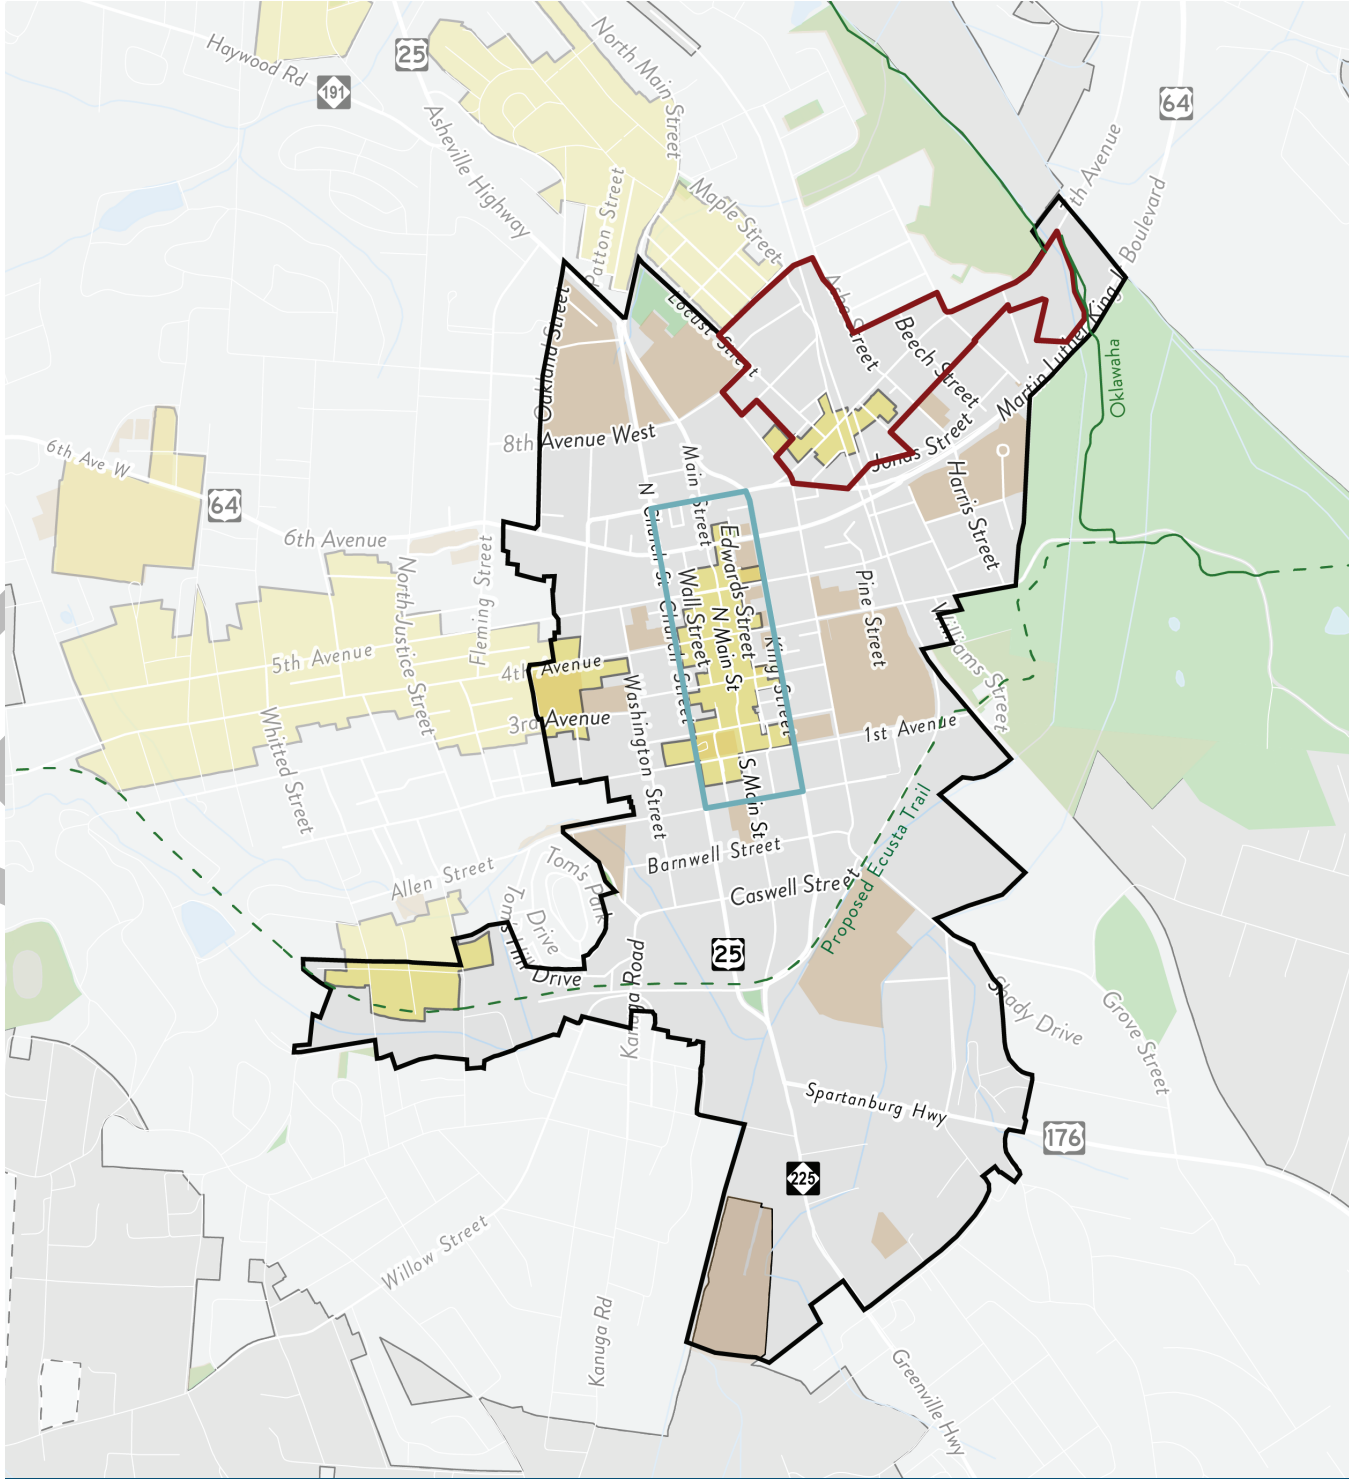 Haywood Rd
25
191
North Main Street
64
Asheville Highway
Patton Street
Maple Street
7th Avenue
Boulevard
Oakland Street
Locust Street
Ashe Street
Beech Street
Martin Luther King J
Oklawaha
8th Avenue West
Jonas Street
6th Ave W
64
Main Street
Harris Street
6th Avenue
N Church St
North Justice Street
Fleming Street
Edwards Street
Wall Street
N Main St
Church Street
King Street
Pine Street
Williams Street
5th Avenue
4th Avenue
3rd Avenue
Washington Street
1st Avenue
Whitted Street
S Main St
Proposed Ecusta Trail
Barnwell Street
Caswell Street
Allen Street
Tom's Park
Drive
Tom's Hill Drive
25
Kanuga Road
Shady Drive
Grove Street
Spartanburg Hwy
176
225
Willow Street
Kanuga Rd
Greenville Hwy